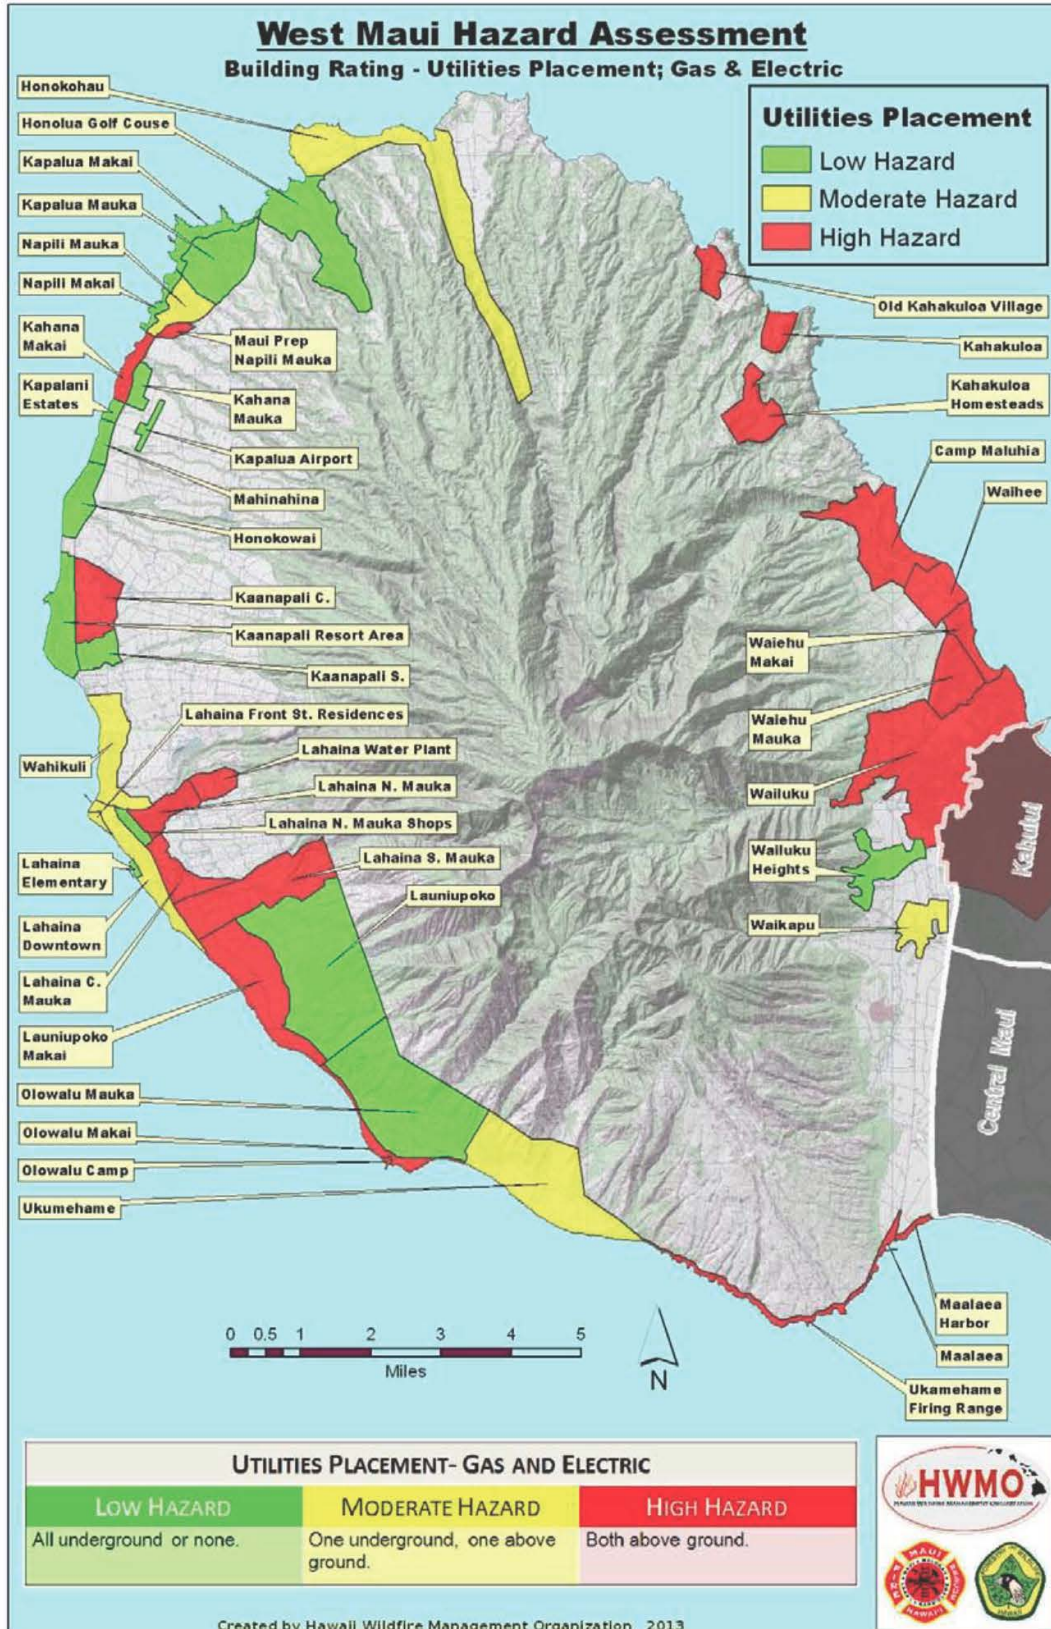 West Maui Hazard Assessment
Building Rating - Utilities Placement; Gas & Electric
Utilities Placement
Low Hazard
Moderate Hazard
High Hazard
Honokohau
Honolua Golf Couse
Kapalua Makai
Kapalua Mauka
Napili Mauka
Napili Makai
Kahana
Makai
Kapalani
Estates
Maui Prep
Napili Mauka
Kahana
Mauka
Kapalua Airport
Mahinahina
Honokowai
Kaanapali C.
Kaanapali Resort Area
Kaanapali S.
Lahaina Front St. Residences
Lahaina Water Plant
Wahikuli
Lahaina N. Mauka
Lahaina N. Mauka Shops
Lahaina S. Mauka
Lahaina
Elementary
Launiupoko
Lahaina
Downtown
Lahaina C.
Mauka
Launiupoko
Makai
Olowalu Mauka
Olowalu Makai
Olowalu Camp
Ukumehame
Old Kahakuloa Village
Kahakuloa
Kahakuloa
Homesteads
Camp Maluhia
Waihee
Waiehu
Makai
Waiehu
Mauka
Wailuku
Wailuku
Heights
Waikapu
Kahului
Central Maui
Maalaea
Harbor
Maalaea
Ukamehame
Firing Range
0 0.5 1 2 3 4 5
Miles
N
UTILITIES PLACEMENT- GAS AND ELECTRIC
LOW HAZARD
MODERATE HAZARD
HIGH HAZARD
All underground or none.
One underground, one above
ground.
Both above ground.
HWMO
MAUI
FIRE
HAWAII
Created by Hawaii Wildfire Management Organization, 2013